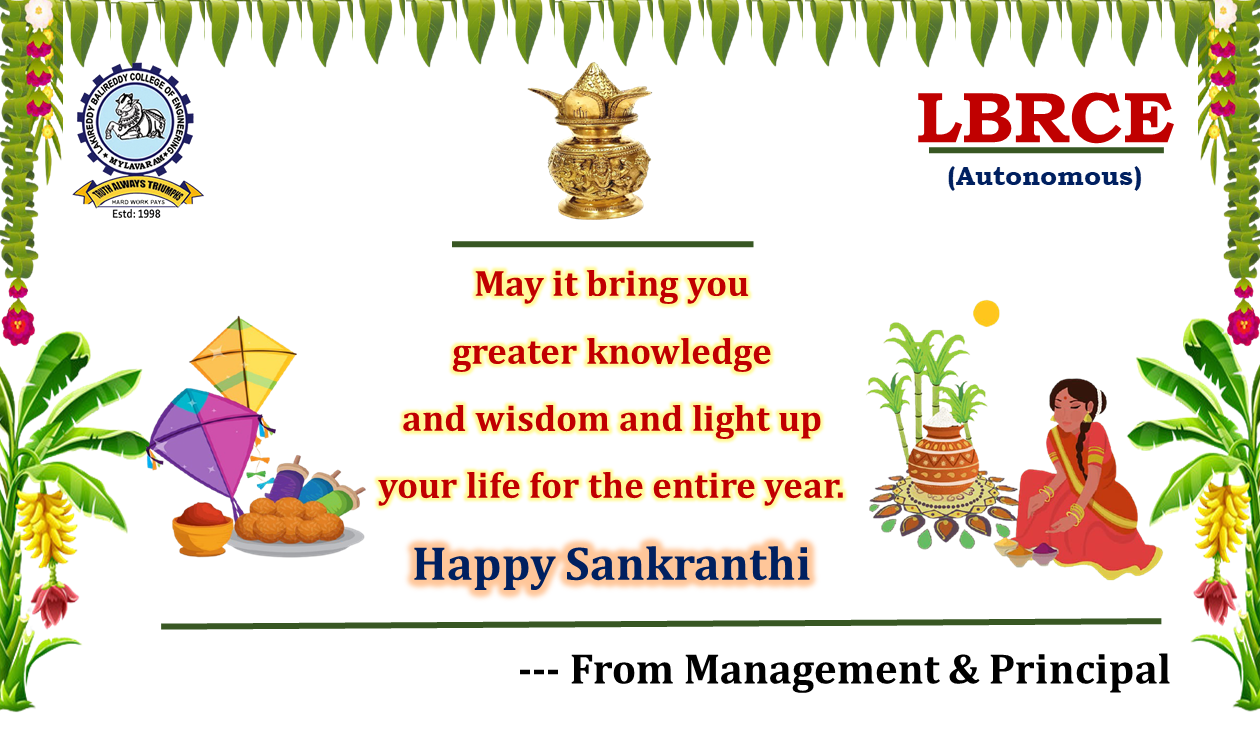 LAKIREDDY BALIREDDY COLLEGE OF ENGINEERING
★ MYLAVARAM ★
TRUTH ALWAYS TRIUMPHS
HARD WORK PAYS
Estd: 1998
LBRCE
(Autonomous)
May it bring you
greater knowledge
and wisdom and light up
your life for the entire year.
Happy Sankranthi
--- From Management & Principal